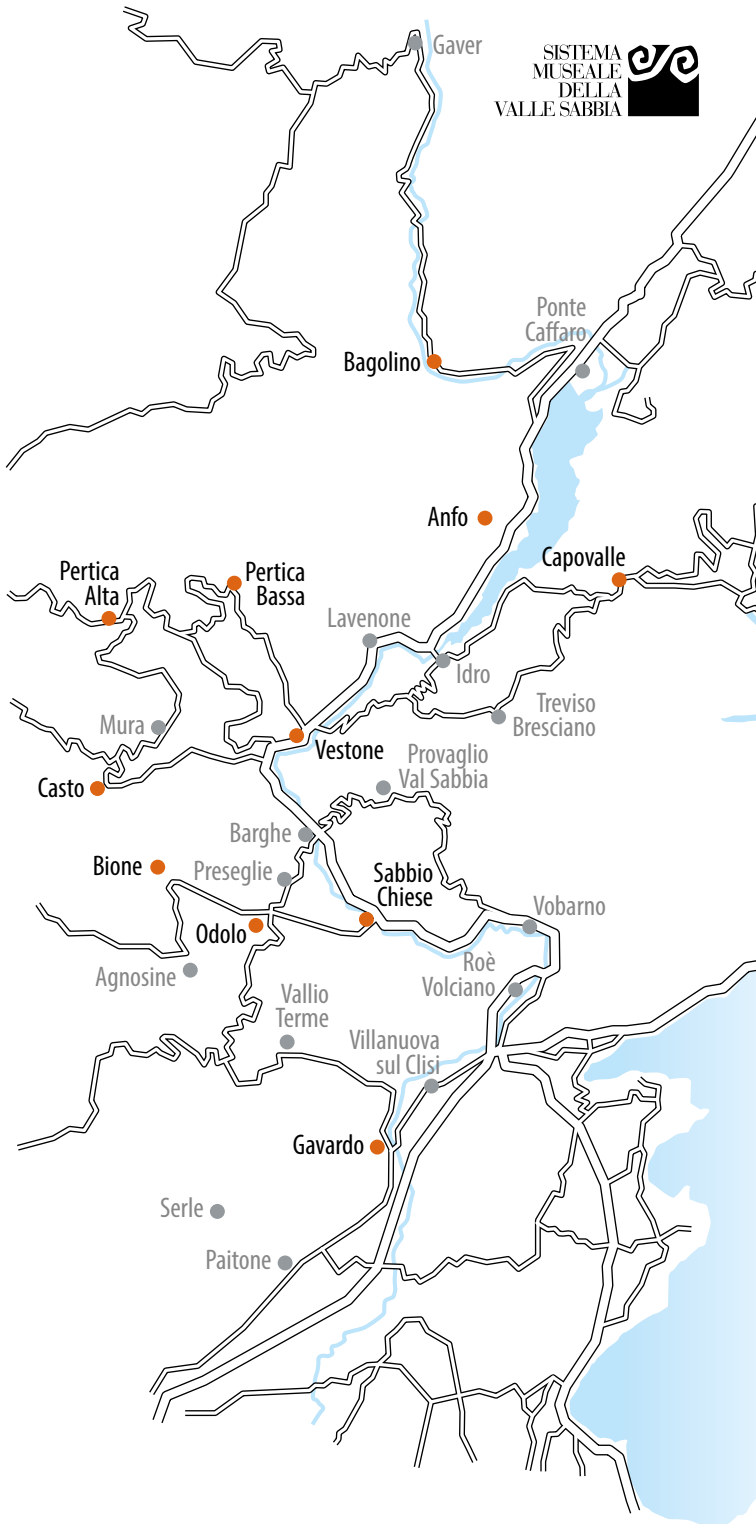 Gaver
SISTEMA
MUSEALE
DELLA
VALLE SABBIA
Ponte
Caffaro
Bagolino
Anfo
Capovalle
Pertica
Alta
Pertica
Bassa
Lavenone
Idro
Treviso
Bresciano
Mura
Vestone
Provaglio
Val Sabbia
Casto
Barghe
Bione
Preseglie
Sabbio
Chiese
Vobarno
Odolo
Agnosine
Roè
Volciano
Vallio
Terme
Villanuova
sul Clisi
Gavardo
Serle
Paitone